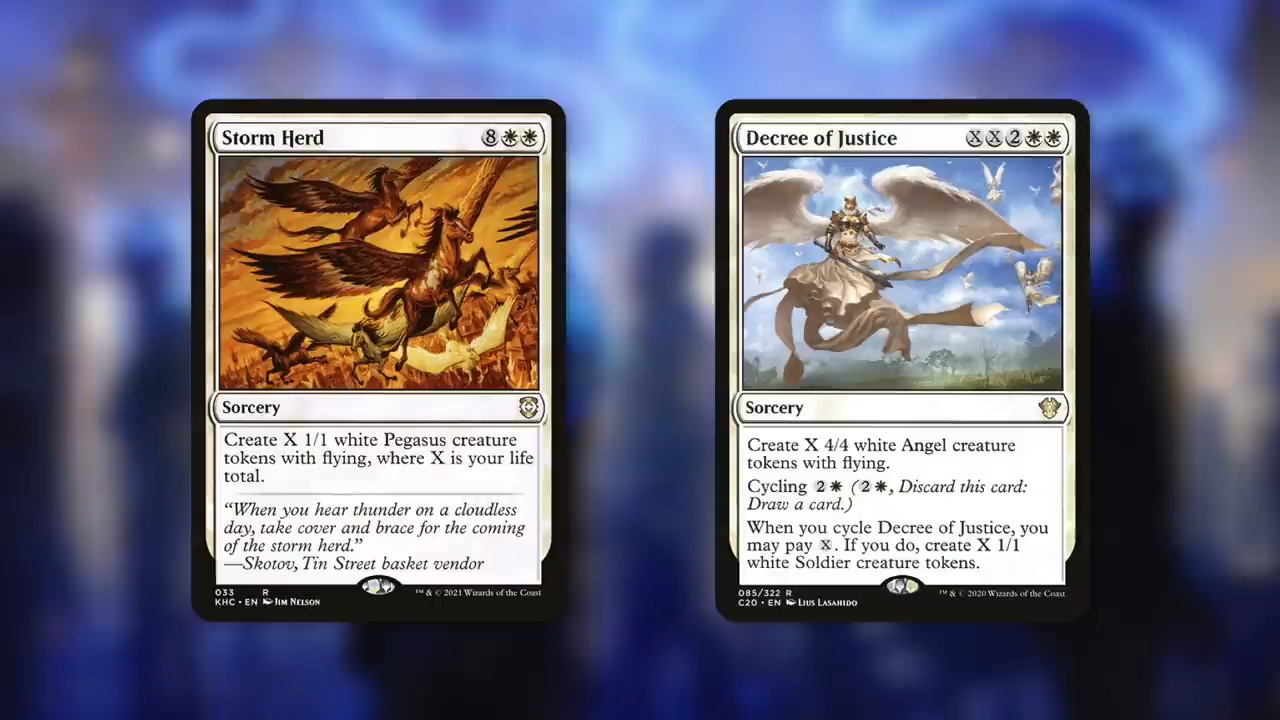 Storm Herd 8
Sorcery
Create X 1/1 white Pegasus creature
tokens with flying, where X is your life
total.
“When you hear thunder on a cloudless
day, take cover and brace for the coming
of the storm herd.”
—Skotov, Tin Street basket vendor
033 R
KHC • EN Jim Nelson
™ & © 2021 Wizards of the Coast
Decree of Justice X X 2
Sorcery
Create X 4/4 white Angel creature
tokens with flying.
Cycling 2 (2, Discard this card:
Draw a card.)
When you cycle Decree of Justice, you
may pay X. If you do, create X 1/1
white Soldier creature tokens.
085/322 R
C20 • EN Lius Lasahido
™ & © 2020 Wizards of the Coast